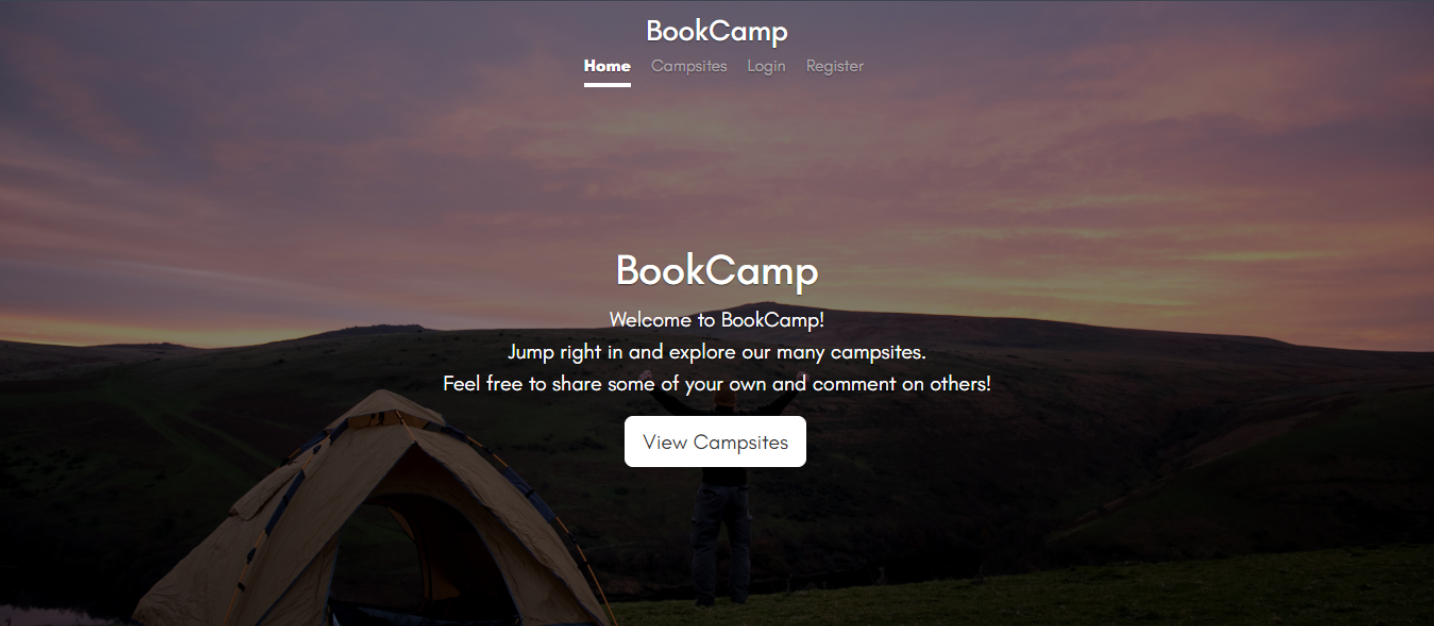 BookCamp
Home Campsites Login Register
BookCamp
Welcome to BookCamp!
Jump right in and explore our many campsites.
Feel free to share some of your own and comment on others!
View Campsites